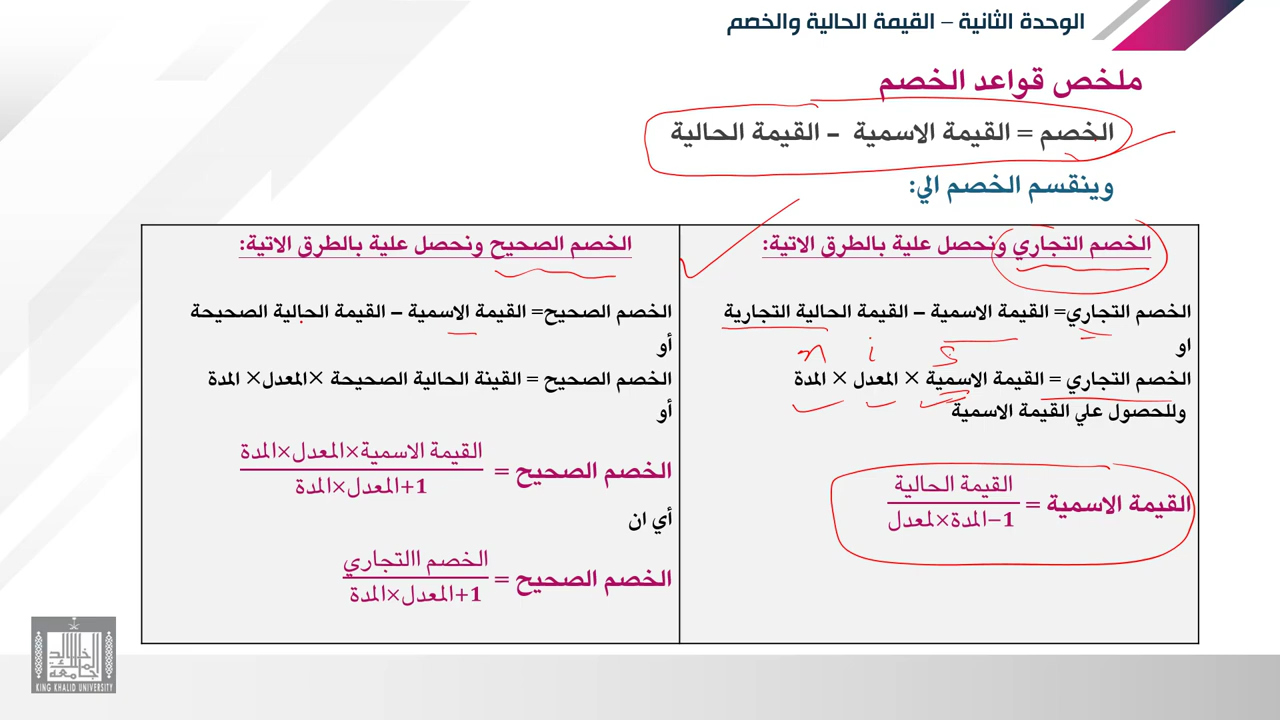 الوحدة الثانية – القيمة الحالية والخصم
ملخص قواعد الخصم
الخصم = القيمة الاسمية – القيمة الحالية
وينقسم الخصم الي:
الخصم التجاري ونحصل علية بالطرق الاتية:
الخصم التجاري= القيمة الاسمية – القيمة الحالية التجارية
او
n i s
الخصم التجاري = القيمة الاسمية × المعدل × المدة
وللحصول علي القيمة الاسمية
القيمة الاسمية = القيمة الحالية
1–المدة×لمعدل
الخصم الصحيح ونحصل علية بالطرق الاتية:
الخصم الصحيح= القيمة الاسمية – القيمة الحالية الصحيحة
أو
الخصم الصحيح = القينة الحالية الصحيحة ×المعدل× المدة
أو
الخصم الصحيح = القيمة الاسمية×المعدل×المدة
1+المعدل×المدة
أي ان
الخصم الصحيح = الخصم االتجاري
1+المعدل×المدة
جامعة الملك خالد
KING KHALID UNIVERSITY